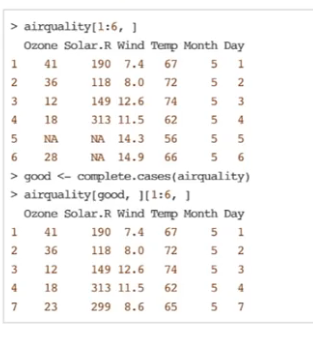 > airquality[1:6, ]
  Ozone Solar.R Wind Temp Month Day
1    41     190  7.4   67     5   1
2    36     118  8.0   72     5   2
3    12     149 12.6   74     5   3
4    18     313 11.5   62     5   4
5    NA      NA 14.3   56     5   5
6    28      NA 14.9   66     5   6
> good <- complete.cases(airquality)
> airquality[good, ][1:6, ]
  Ozone Solar.R Wind Temp Month Day
1    41     190  7.4   67     5   1
2    36     118  8.0   72     5   2
3    12     149 12.6   74     5   3
4    18     313 11.5   62     5   4
7    23     299  8.6   65     5   7